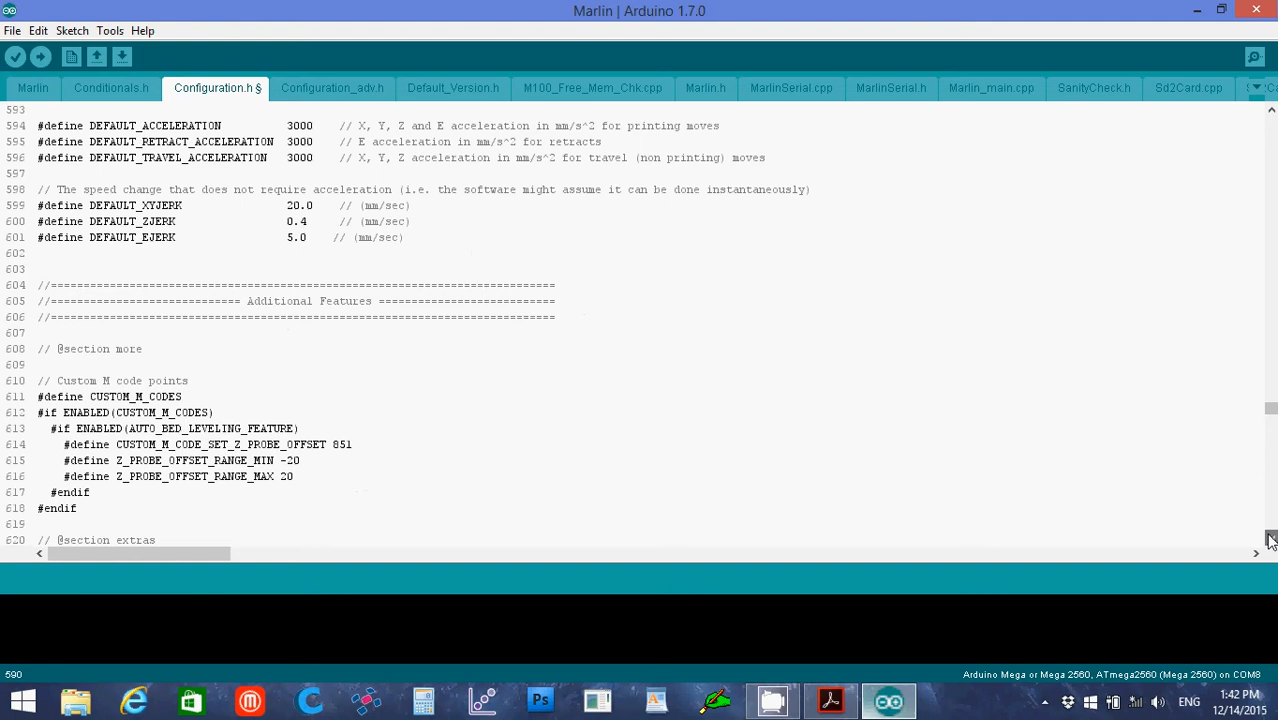 Marlin | Arduino 1.7.0
File Edit Sketch Tools Help
Marlin Conditionals.h Configuration.h § Configuration_adv.h Default_Version.h M100_Free_Mem_Chk.cpp Marlin.h MarlinSerial.cpp MarlinSerial.h Marlin_main.cpp SanityCheck.h Sd2Card.cpp
593
594 #define DEFAULT_ACCELERATION 3000 // X, Y, Z and E acceleration in mm/s^2 for printing moves
595 #define DEFAULT_RETRACT_ACCELERATION 3000 // E acceleration in mm/s^2 for retracts
596 #define DEFAULT_TRAVEL_ACCELERATION 3000 // X, Y, Z acceleration in mm/s^2 for travel (non printing) moves
597
598 // The speed change that does not require acceleration (i.e. the software might assume it can be done instantaneously)
599 #define DEFAULT_XYJERK 20.0 // (mm/sec)
600 #define DEFAULT_ZJERK 0.4 // (mm/sec)
601 #define DEFAULT_EJERK 5.0 // (mm/sec)
602
603
604 //=============================================================================
605 //============================= Additional Features ===========================
606 //=============================================================================
607
608 // @section more
609
610 // Custom M code points
611 #define CUSTOM_M_CODES
612 #if ENABLED(CUSTOM_M_CODES)
613 #if ENABLED(AUTO_BED_LEVELING_FEATURE)
614 #define CUSTOM_M_CODE_SET_Z_PROBE_OFFSET 851
615 #define Z_PROBE_OFFSET_RANGE_MIN -20
616 #define Z_PROBE_OFFSET_RANGE_MAX 20
617 #endif
618 #endif
619
620 // @section extras
590 Arduino Mega or Mega 2560, ATmega2560 (Mega 2560) on COM8
Ps
ENG
1:42 PM
12/14/2015